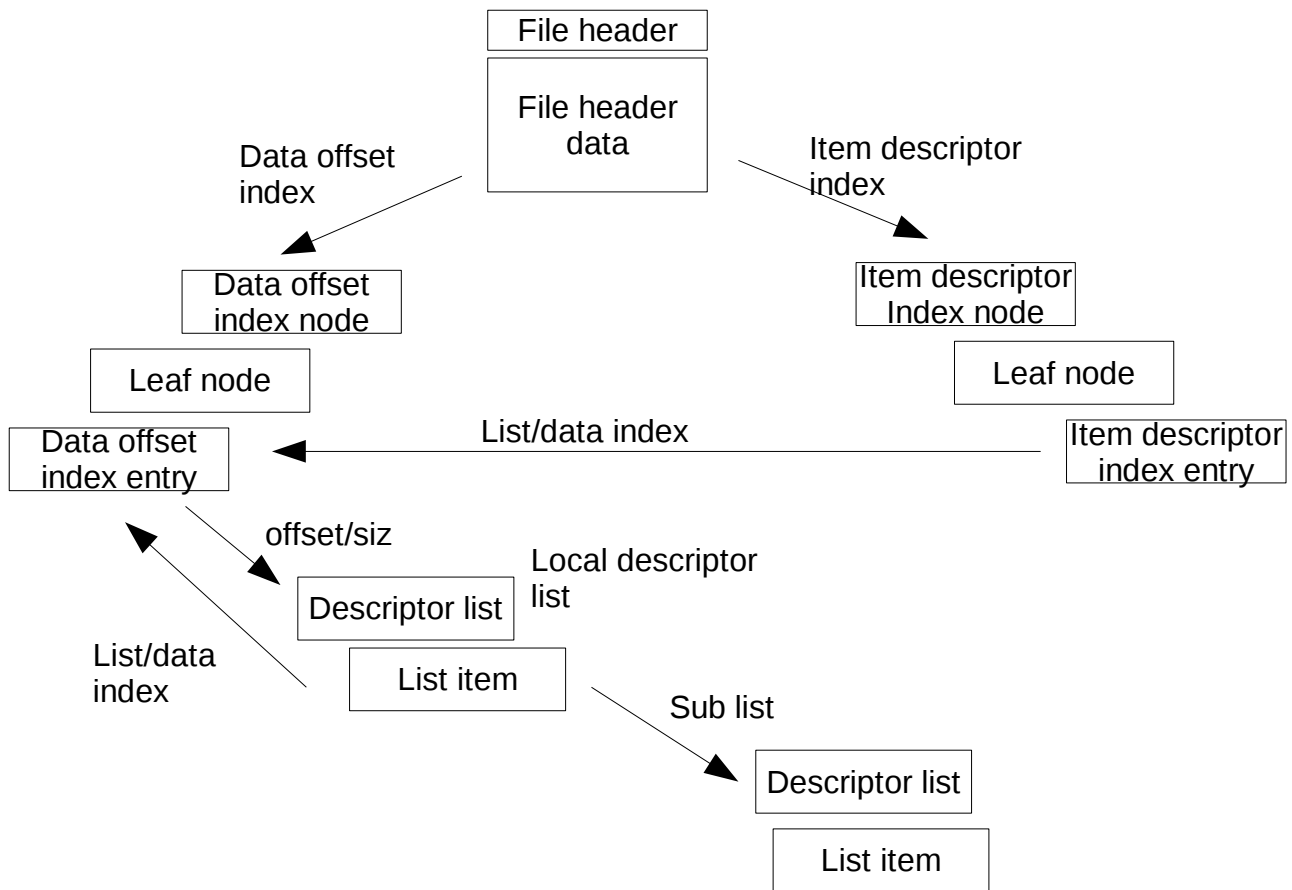 File header
File header
data
Data offset
index
Item descriptor
index
Data offset
index node
Item descriptor
Index node
Leaf node
Leaf node
Data offset
index entry
List/data index
Item descriptor
index entry
offset/siz
Local descriptor
list
Descriptor list
List/data
index
List item
Sub list
Descriptor list
List item